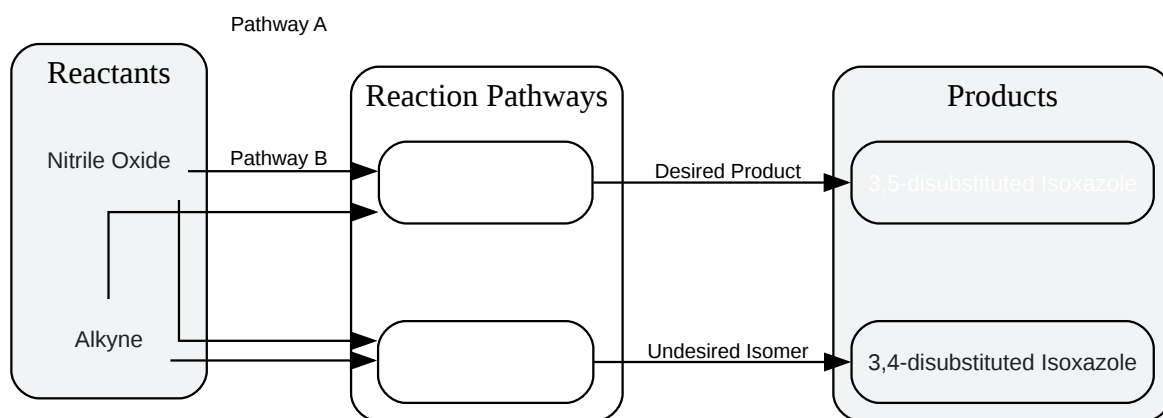 Pathway A
Reactants
Reaction Pathways
Products
Nitrile Oxide
Pathway B
Desired Product
3,5-disubstituted Isoxazole
Alkyne
Undesired Isomer
3,4-disubstituted Isoxazole